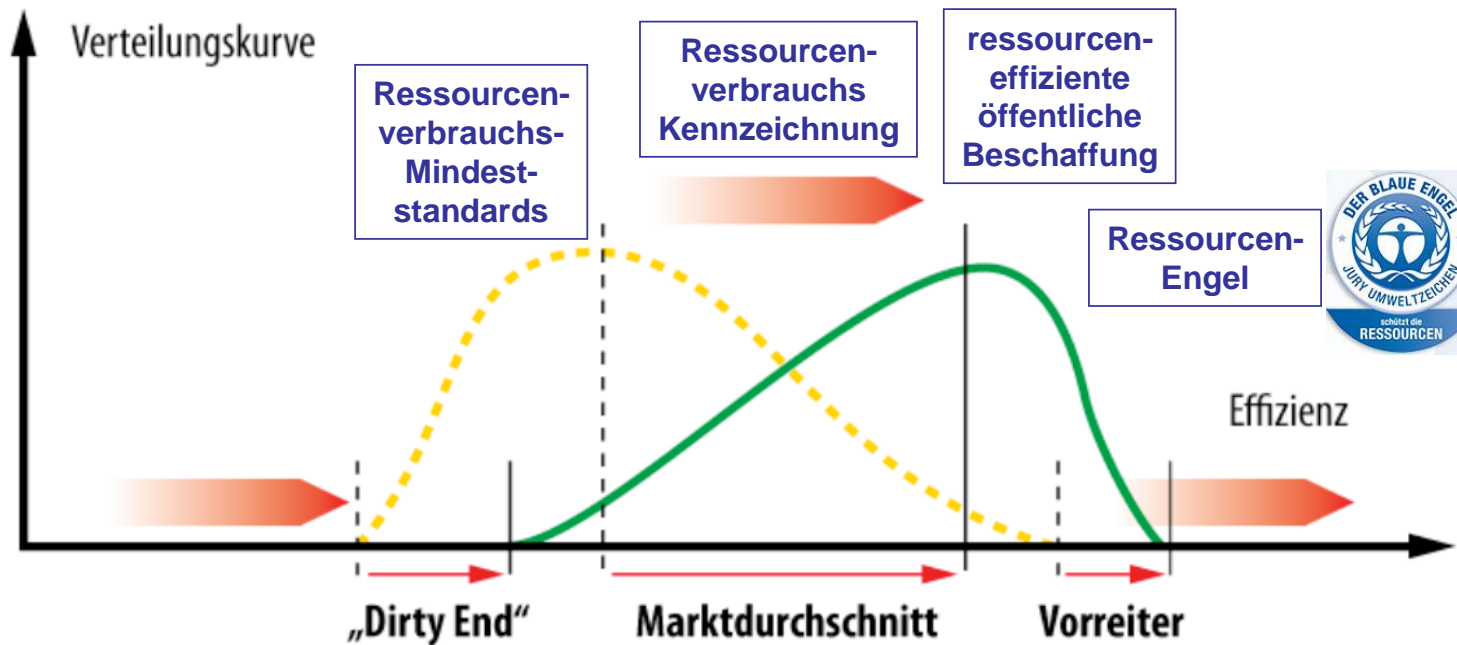 Verteilungskurve
Ressourcen-
verbrauchs-
Mindest-
standards
Ressourcen-
verbrauchs
Kennzeichnung
ressourcen-
effiziente
öffentliche
Beschaffung
Ressourcen-
Engel
DER BLAUE ENGEL
JURY UMWELTZEICHEN
schützt die
RESSOURCEN
Effizienz
„Dirty End“
Marktdurchschnitt
Vorreiter